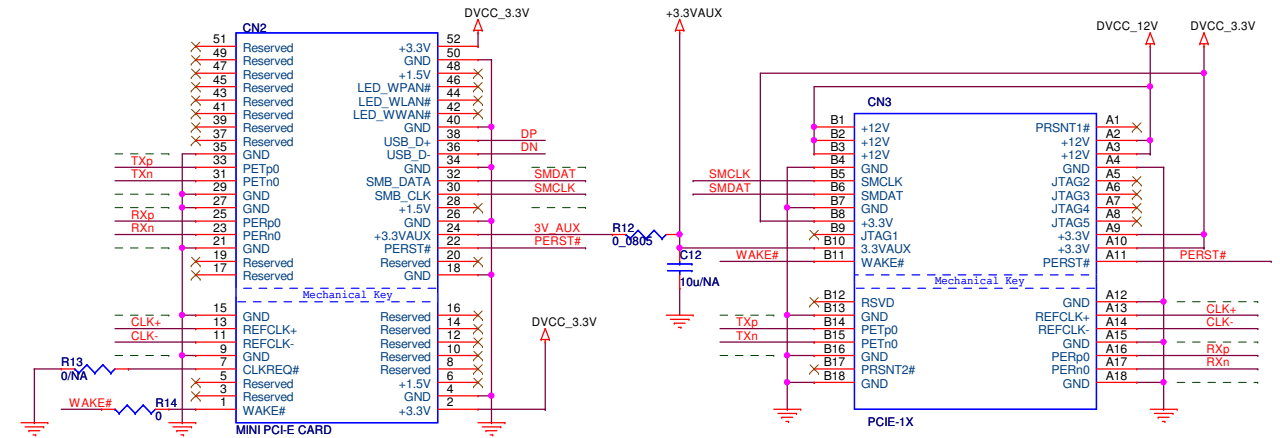 DVCC_3.3V
+3.3VAUX
DVCC_12V DVCC_3.3V
CN2
51 Reserved +3.3V 52
49 Reserved GND 50
47 Reserved +1.5V 48
45 Reserved LED_WPAN# 46
43 Reserved LED_WLAN# 44
41 Reserved LED_WWAN# 42
39 Reserved GND 40
37 Reserved USB_D+ 38 DP
35 GND USB_D- 36 DN
TXp 33 PETp0 GND 34
TXn 31 PETn0 SMB_DATA 32 SMDAT
29 GND SMB_CLK 30 SMCLK
27 GND +1.5V 28
RXp 25 PERp0 GND 26
RXn 23 PERn0 +3.3VAUX 24 3V_AUX
21 GND PERST# 22 PERST#
19 Reserved Reserved 20
17 Reserved GND 18
Mechanical Key
15 GND Reserved 16
CLK+ 13 REFCLK+ Reserved 14
CLK- 11 REFCLK- Reserved 12
9 GND Reserved 10
7 CLKREQ# Reserved 8
5 Reserved +1.5V 6
3 Reserved GND 4
WAKE# 1 WAKE# +3.3V 2
MINI PCI-E CARD
R13
0/NA
R14
0
DVCC_3.3V
R12
0_0805
C12
10u/NA
CN3
B1 +12V PRSNT1# A1
B2 +12V +12V A2
B3 +12V +12V A3
B4 GND GND A4
SMCLK B5 SMCLK JTAG2 A5
SMDAT B6 SMDAT JTAG3 A6
B7 GND JTAG4 A7
B8 +3.3V JTAG5 A8
B9 JTAG1 +3.3V A9
B10 3.3VAUX +3.3V A10
WAKE# B11 WAKE# PERST# A11 PERST#
Mechanical Key
B12 RSVD GND A12
B13 GND REFCLK+ A13 CLK+
TXp B14 PETp0 REFCLK- A14 CLK-
TXn B15 PETn0 GND A15
B16 GND PERp0 A16 RXp
B17 PRSNT2# PERn0 A17 RXn
B18 GND GND A18
PCIE-1X